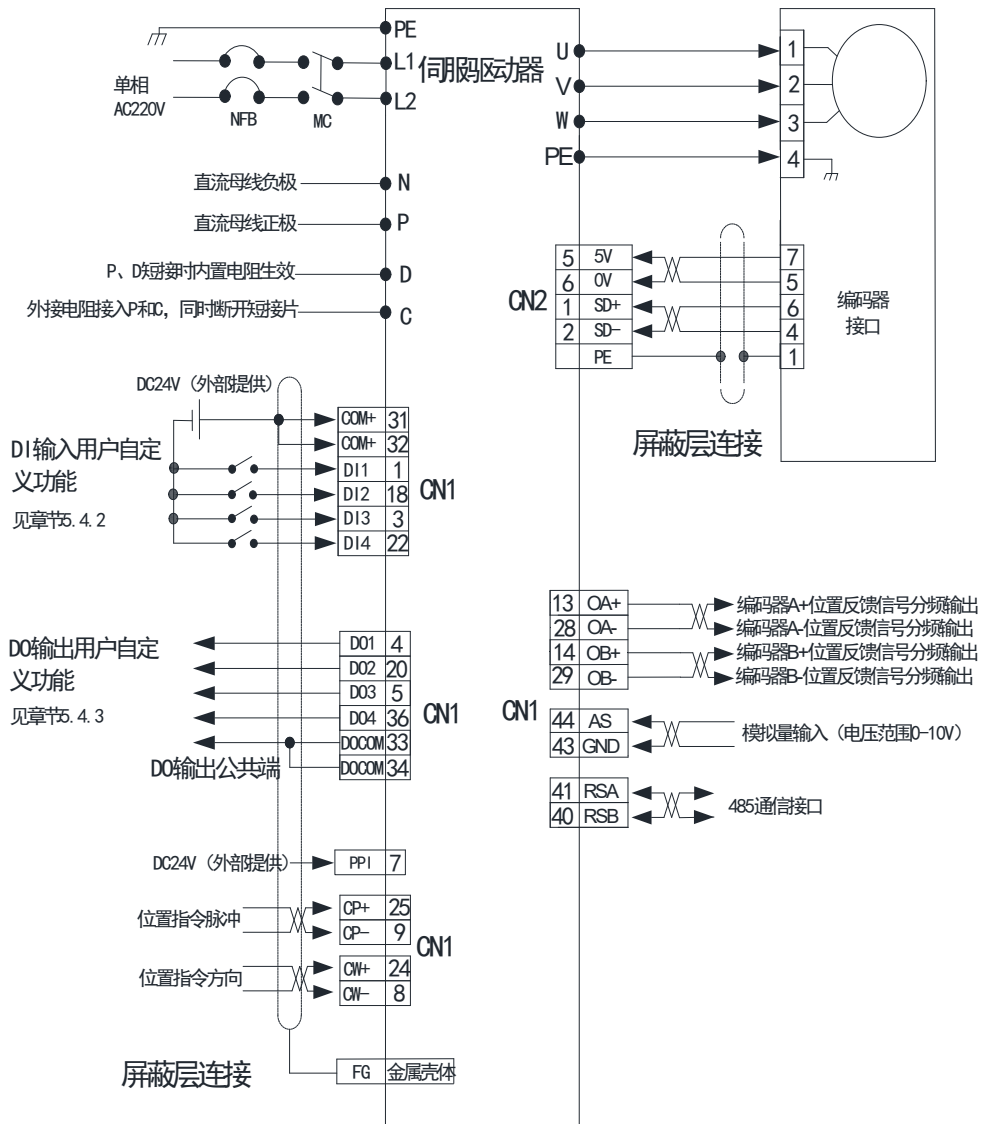 PE
L1
伺服驱动器
单相
AC220V
L2
NFB
MC
U
V
W
PE
1
2
3
4
直流母线负极
N
直流母线正极
P
P、D短接时内置电阻生效
D
外接电阻接入P和C，同时断开短接片
C
CN2
5 5V
6 0V
1 SD+
2 SD-
PE
7
5
6
4
1
编码器
接口
屏蔽层连接
DC24V（外部提供）
DI输入用户自定
义功能
见章节5.4.2
COM+ 31
COM+ 32
DI1 1
DI2 18
DI3 3
DI4 22
CN1
DO输出用户自定
义功能
见章节5.4.3
DO1 4
DO2 20
DO3 5
DO4 36
DOCOM 33
DOCOM 34
CN1
DO输出公共端
13 OA+ 编码器A+位置反馈信号分频输出
28 OA- 编码器A-位置反馈信号分频输出
14 OB+ 编码器B+位置反馈信号分频输出
29 OB- 编码器B-位置反馈信号分频输出
CN1
44 AS
43 GND
模拟量输入（电压范围0-10V）
41 RSA
40 RSB
485通信接口
DC24V（外部提供）
PPI 7
位置指令脉冲
CP+ 25
CP- 9
CN1
位置指令方向
CW+ 24
CW- 8
屏蔽层连接
FG 金属壳体